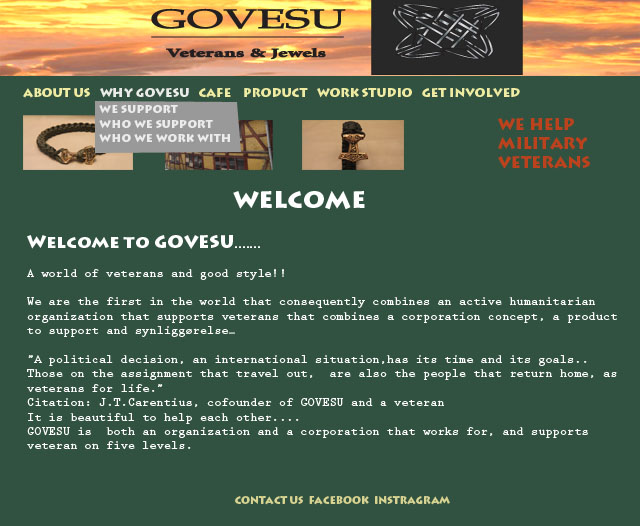 GOVESU
Veterans & Jewels
ABOUT US WHY GOVESU CAFE PRODUCT WORK STUDIO GET INVOLVED
WE SUPPORT
WHO WE SUPPORT
WHO WE WORK WITH
WE HELP
MILITARY
VETERANS
WELCOME
WELCOME TO GOVESU.......
A world of veterans and good style!!
We are the first in the world that consequently combines an active humanitarian
organization that supports veterans that combines a corporation concept, a product
to support and synliggørelse…
"A political decision, an international situation,has its time and its goals..
Those on the assignment that travel out, are also the people that return home, as
veterans for life."
Citation: J.T.Carentius, cofounder of GOVESU and a veteran
It is beautiful to help each other....
GOVESU is both an organization and a corporation that works for, and supports
veteran on five levels.
CONTACT US FACEBOOK INSTRAGRAM